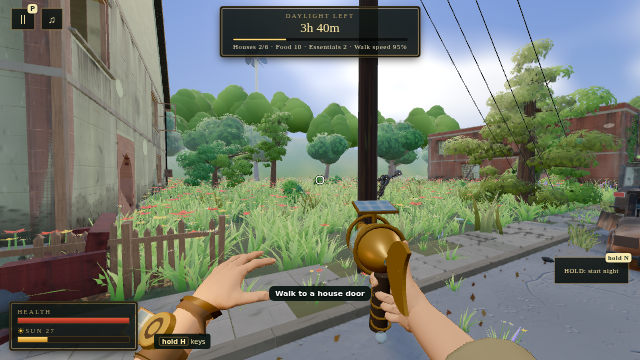 P
DAYLIGHT LEFT
3h 40m
Houses 2/6 · Food 10 · Essentials 2 · Walk speed 95%
hold N
HOLD: start night
Walk to a house door
HEALTH
SUN 27
hold H keys